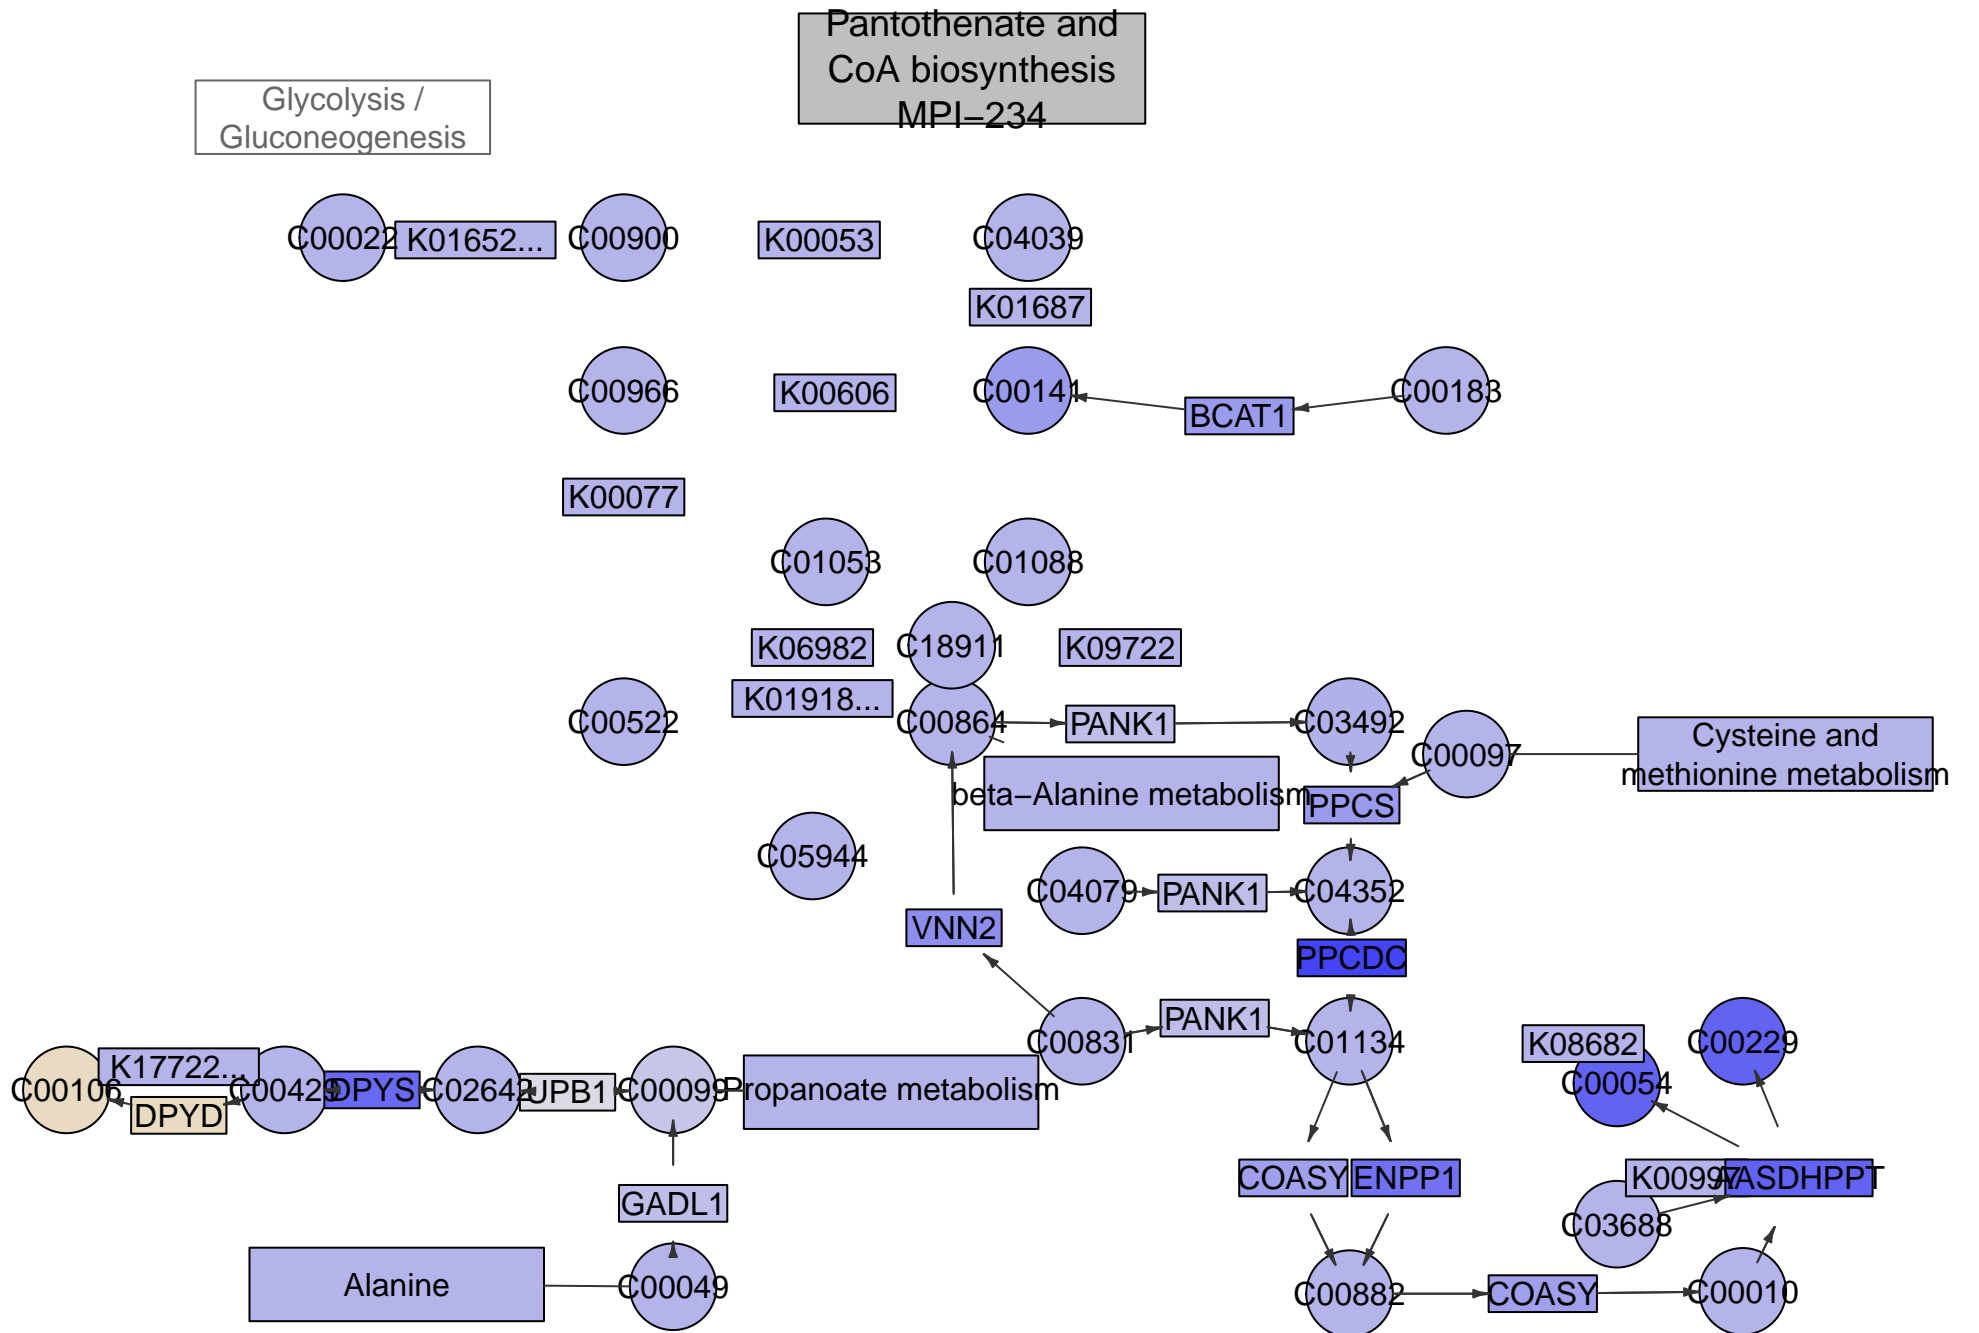 Pantothenate and
CoA biosynthesis
MPI−234
Glycolysis /
Gluconeogenesis
C00022
K01652...
C00900
K00053
C04039
K01687
C00966
K00606
C00141
BCAT1
C00183
K00077
C01053
C01088
K06982
C18911
K09722
K01918...
C00522
C00864
PANK1
C03492
C00097
Cysteine and
methionine metabolism
beta−Alanine metabolism
PPCS
C05944
C04079
PANK1
C04352
VNN2
PPCDC
C00831
PANK1
C01134
K08682
C00229
C00054
C00106
K17722...
DPYD
C00429
DPYS
C02642
UPB1
C00099
Propanoate metabolism
COASY
ENPP1
K00997
AASDHPPT
GADL1
C03688
Alanine
C00049
C00882
COASY
C00010